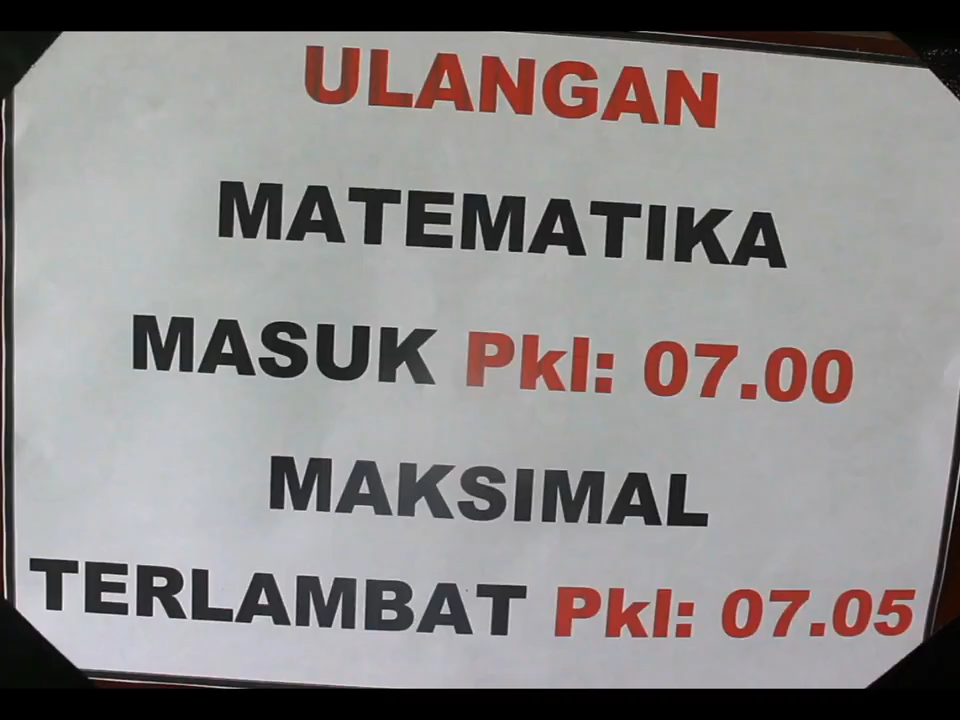 ULANGAN
MATEMATIKA
MASUK Pkl: 07.00
MAKSIMAL
TERLAMBAT Pkl: 07.05